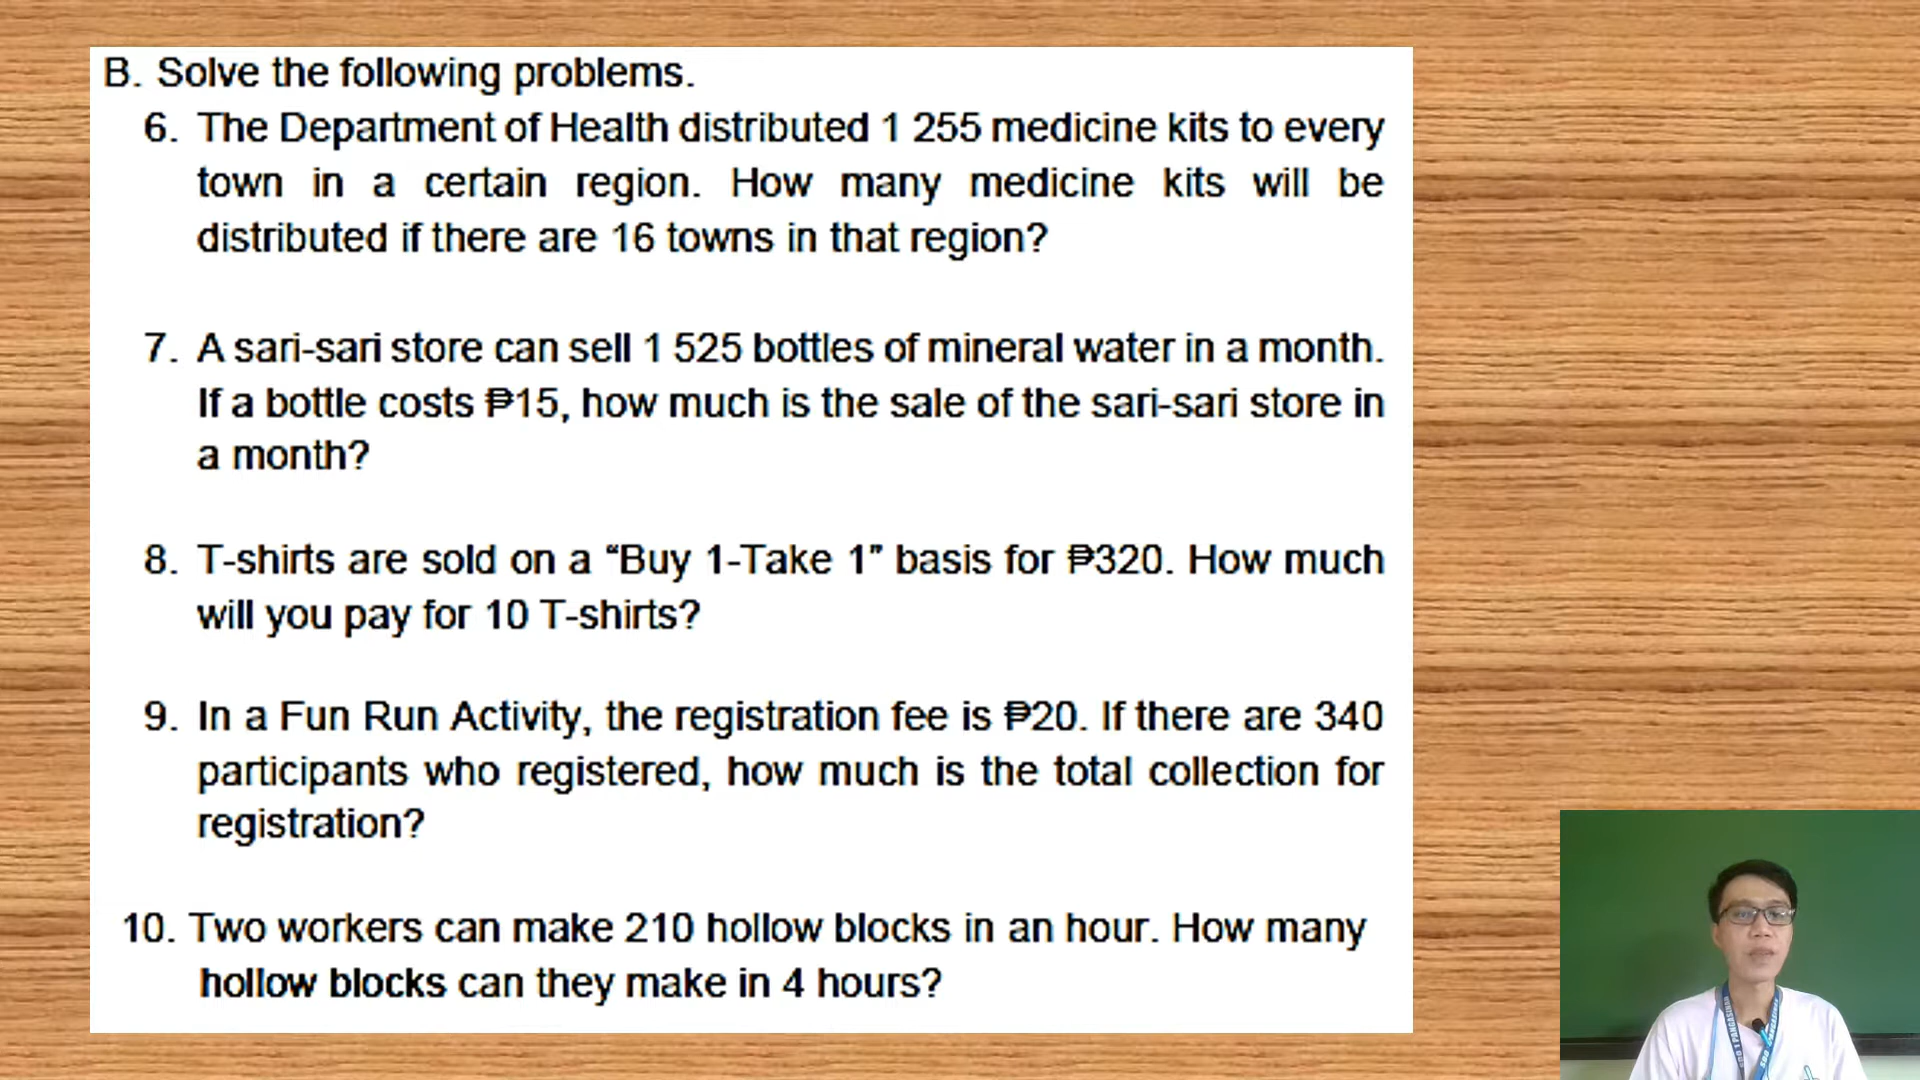 B. Solve the following problems.
6. The Department of Health distributed 1 255 medicine kits to every
town in a certain region. How many medicine kits will be
distributed if there are 16 towns in that region?
7. A sari-sari store can sell 1 525 bottles of mineral water in a month.
If a bottle costs ₱15, how much is the sale of the sari-sari store in
a month?
8. T-shirts are sold on a “Buy 1-Take 1” basis for ₱320. How much
will you pay for 10 T-shirts?
9. In a Fun Run Activity, the registration fee is ₱20. If there are 340
participants who registered, how much is the total collection for
registration?
10. Two workers can make 210 hollow blocks in an hour. How many
hollow blocks can they make in 4 hours?